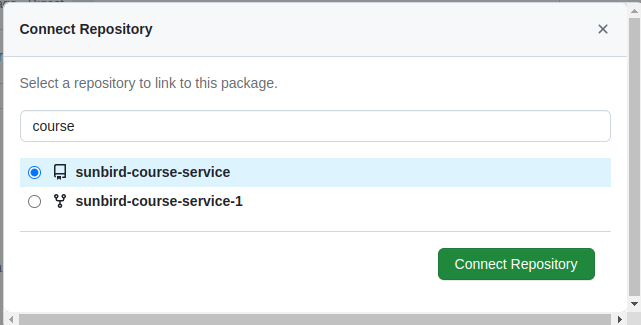 Connect Repository
Select a repository to link to this package.
course
sunbird-course-service
sunbird-course-service-1
Connect Repository